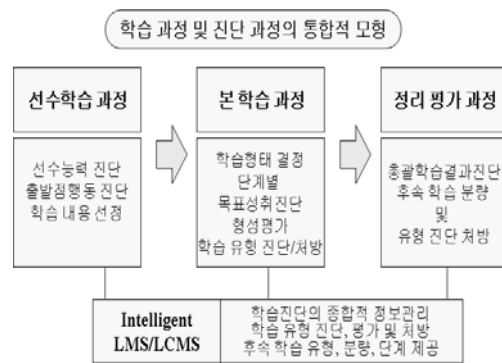 학습 과정 및 진단 과정의 통합적 모형
선수학습 과정
선수능력 진단
출발점행동 진단
학습 내용 선정
본 학습 과정
학습형태 결정
단계별
목표성취진단
형성평가
학습 유형 진단/처방
정리 평가 과정
총괄학습결과진단
후속 학습 분량
및
유형 진단 처방
Intelligent
LMS/LCMS
학습진단의 종합적 정보관리
학습 유형 진단, 평가 및 처방
후속 학습 유형, 분량, 단계 제공